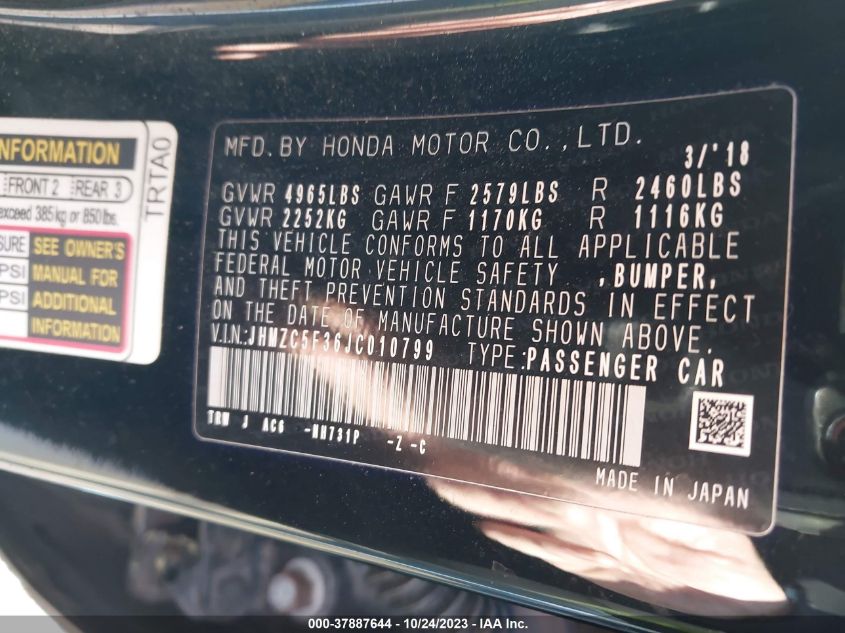 INFORMATION
FRONT 2 REAR 3
exceed 385 kg or 850 lbs.
SURE SEE OWNER'S
PSI MANUAL FOR
PSI ADDITIONAL
INFORMATION
TRTA0
MFD. BY HONDA MOTOR CO., LTD. 3/'18
GVWR 4965LBS GAWR F 2579LBS R 2460LBS
GVWR 2252KG GAWR F 1170KG R 1116KG
THIS VEHICLE CONFORMS TO ALL APPLICABLE
FEDERAL MOTOR VEHICLE SAFETY ,BUMPER,
AND THEFT PREVENTION STANDARDS IN EFFECT
ON THE DATE OF MANUFACTURE SHOWN ABOVE.
V.I.N:JHMZC5F36JC010799 TYPE:PASSENGER CAR
TRM J AC6 -NH731P -Z -C
MADE IN JAPAN
000-37887644 / 10/24/2023 - IAA Inc.